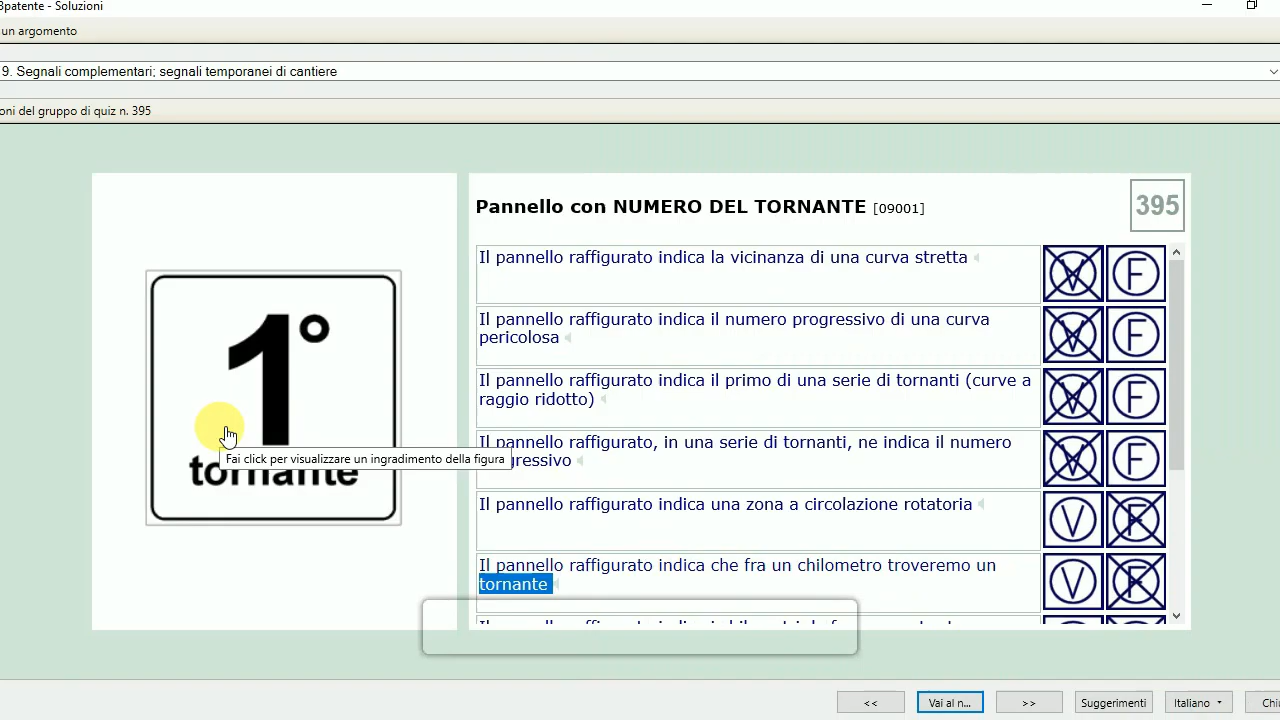 8patente - Soluzioni
un argomento
9. Segnali complementari; segnali temporanei di cantiere
oni del gruppo di quiz n. 395
Pannello con NUMERO DEL TORNANTE [09001]
395
1°
tornante
Fai click per visualizzare un ingradimento della figura
Il pannello raffigurato indica la vicinanza di una curva stretta
V F
Il pannello raffigurato indica il numero progressivo di una curva
pericolosa
V F
Il pannello raffigurato indica il primo di una serie di tornanti (curve a
raggio ridotto)
V F
Il pannello raffigurato, in una serie di tornanti, ne indica il numero
gressivo
V F
Il pannello raffigurato indica una zona a circolazione rotatoria
V F
Il pannello raffigurato indica che fra un chilometro troveremo un
tornante
V F
<< Vai al n... >> Suggerimenti Italiano Chi